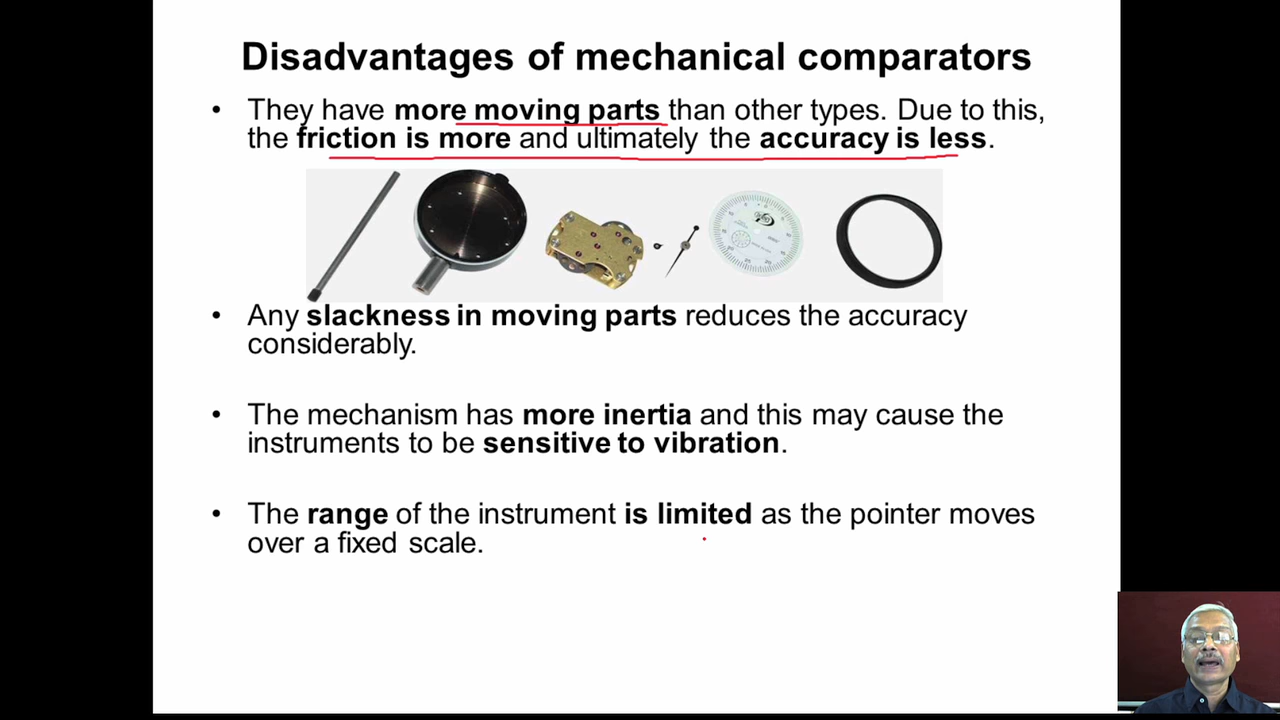 Disadvantages of mechanical comparators
• They have more moving parts than other types. Due to this,
the friction is more and ultimately the accuracy is less.
• Any slackness in moving parts reduces the accuracy
considerably.
• The mechanism has more inertia and this may cause the
instruments to be sensitive to vibration.
• The range of the instrument is limited as the pointer moves
over a fixed scale.